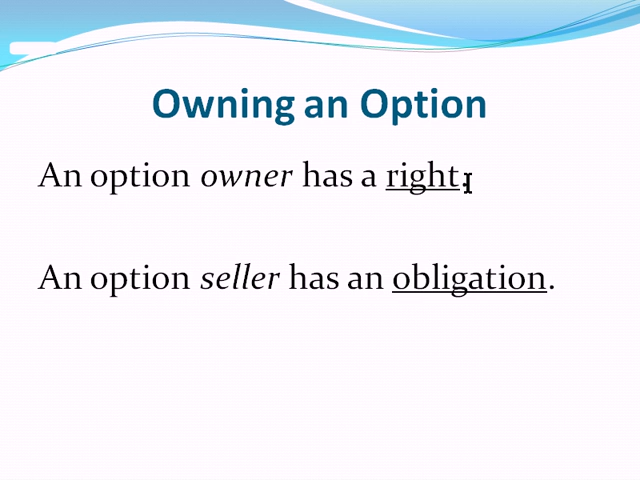 Owning an Option
An option owner has a right.
An option seller has an obligation.